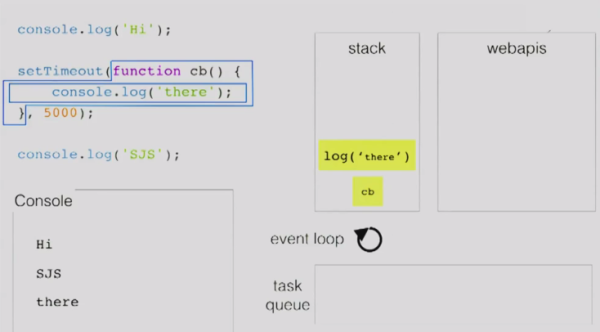 console.log('Hi');
setTimeout(function cb() {
    console.log('there');
}, 5000);
console.log('SJS');
Console
Hi
SJS
there
stack
log('there')
cb
webapis
event loop
task
queue